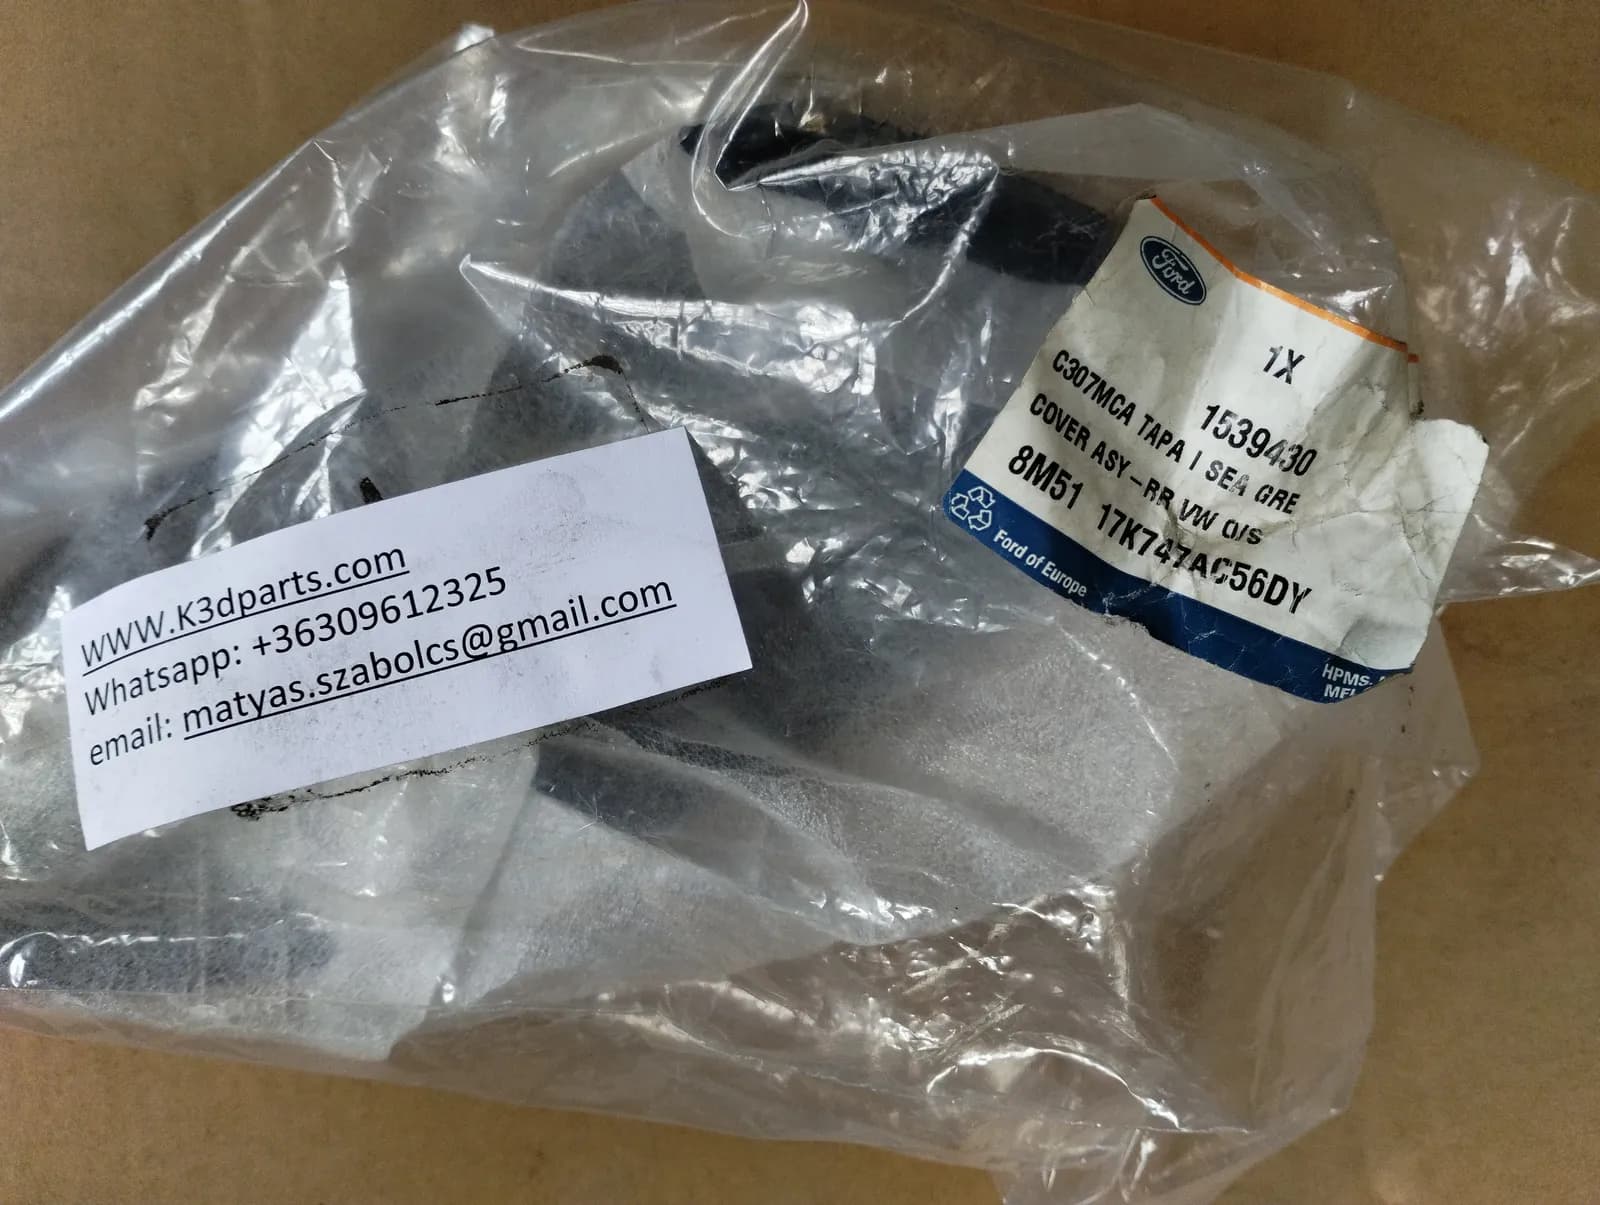 WWW.K3dparts.com
Whatsapp: +36309612325
email: matyas.szabolcs@gmail.com
Ford
1X
1539430
C307MCA TAPA I SEA GRE
COVER ASY -RR VW O/S
8M51 17K747AC56DY
Ford of Europe
HPMS.